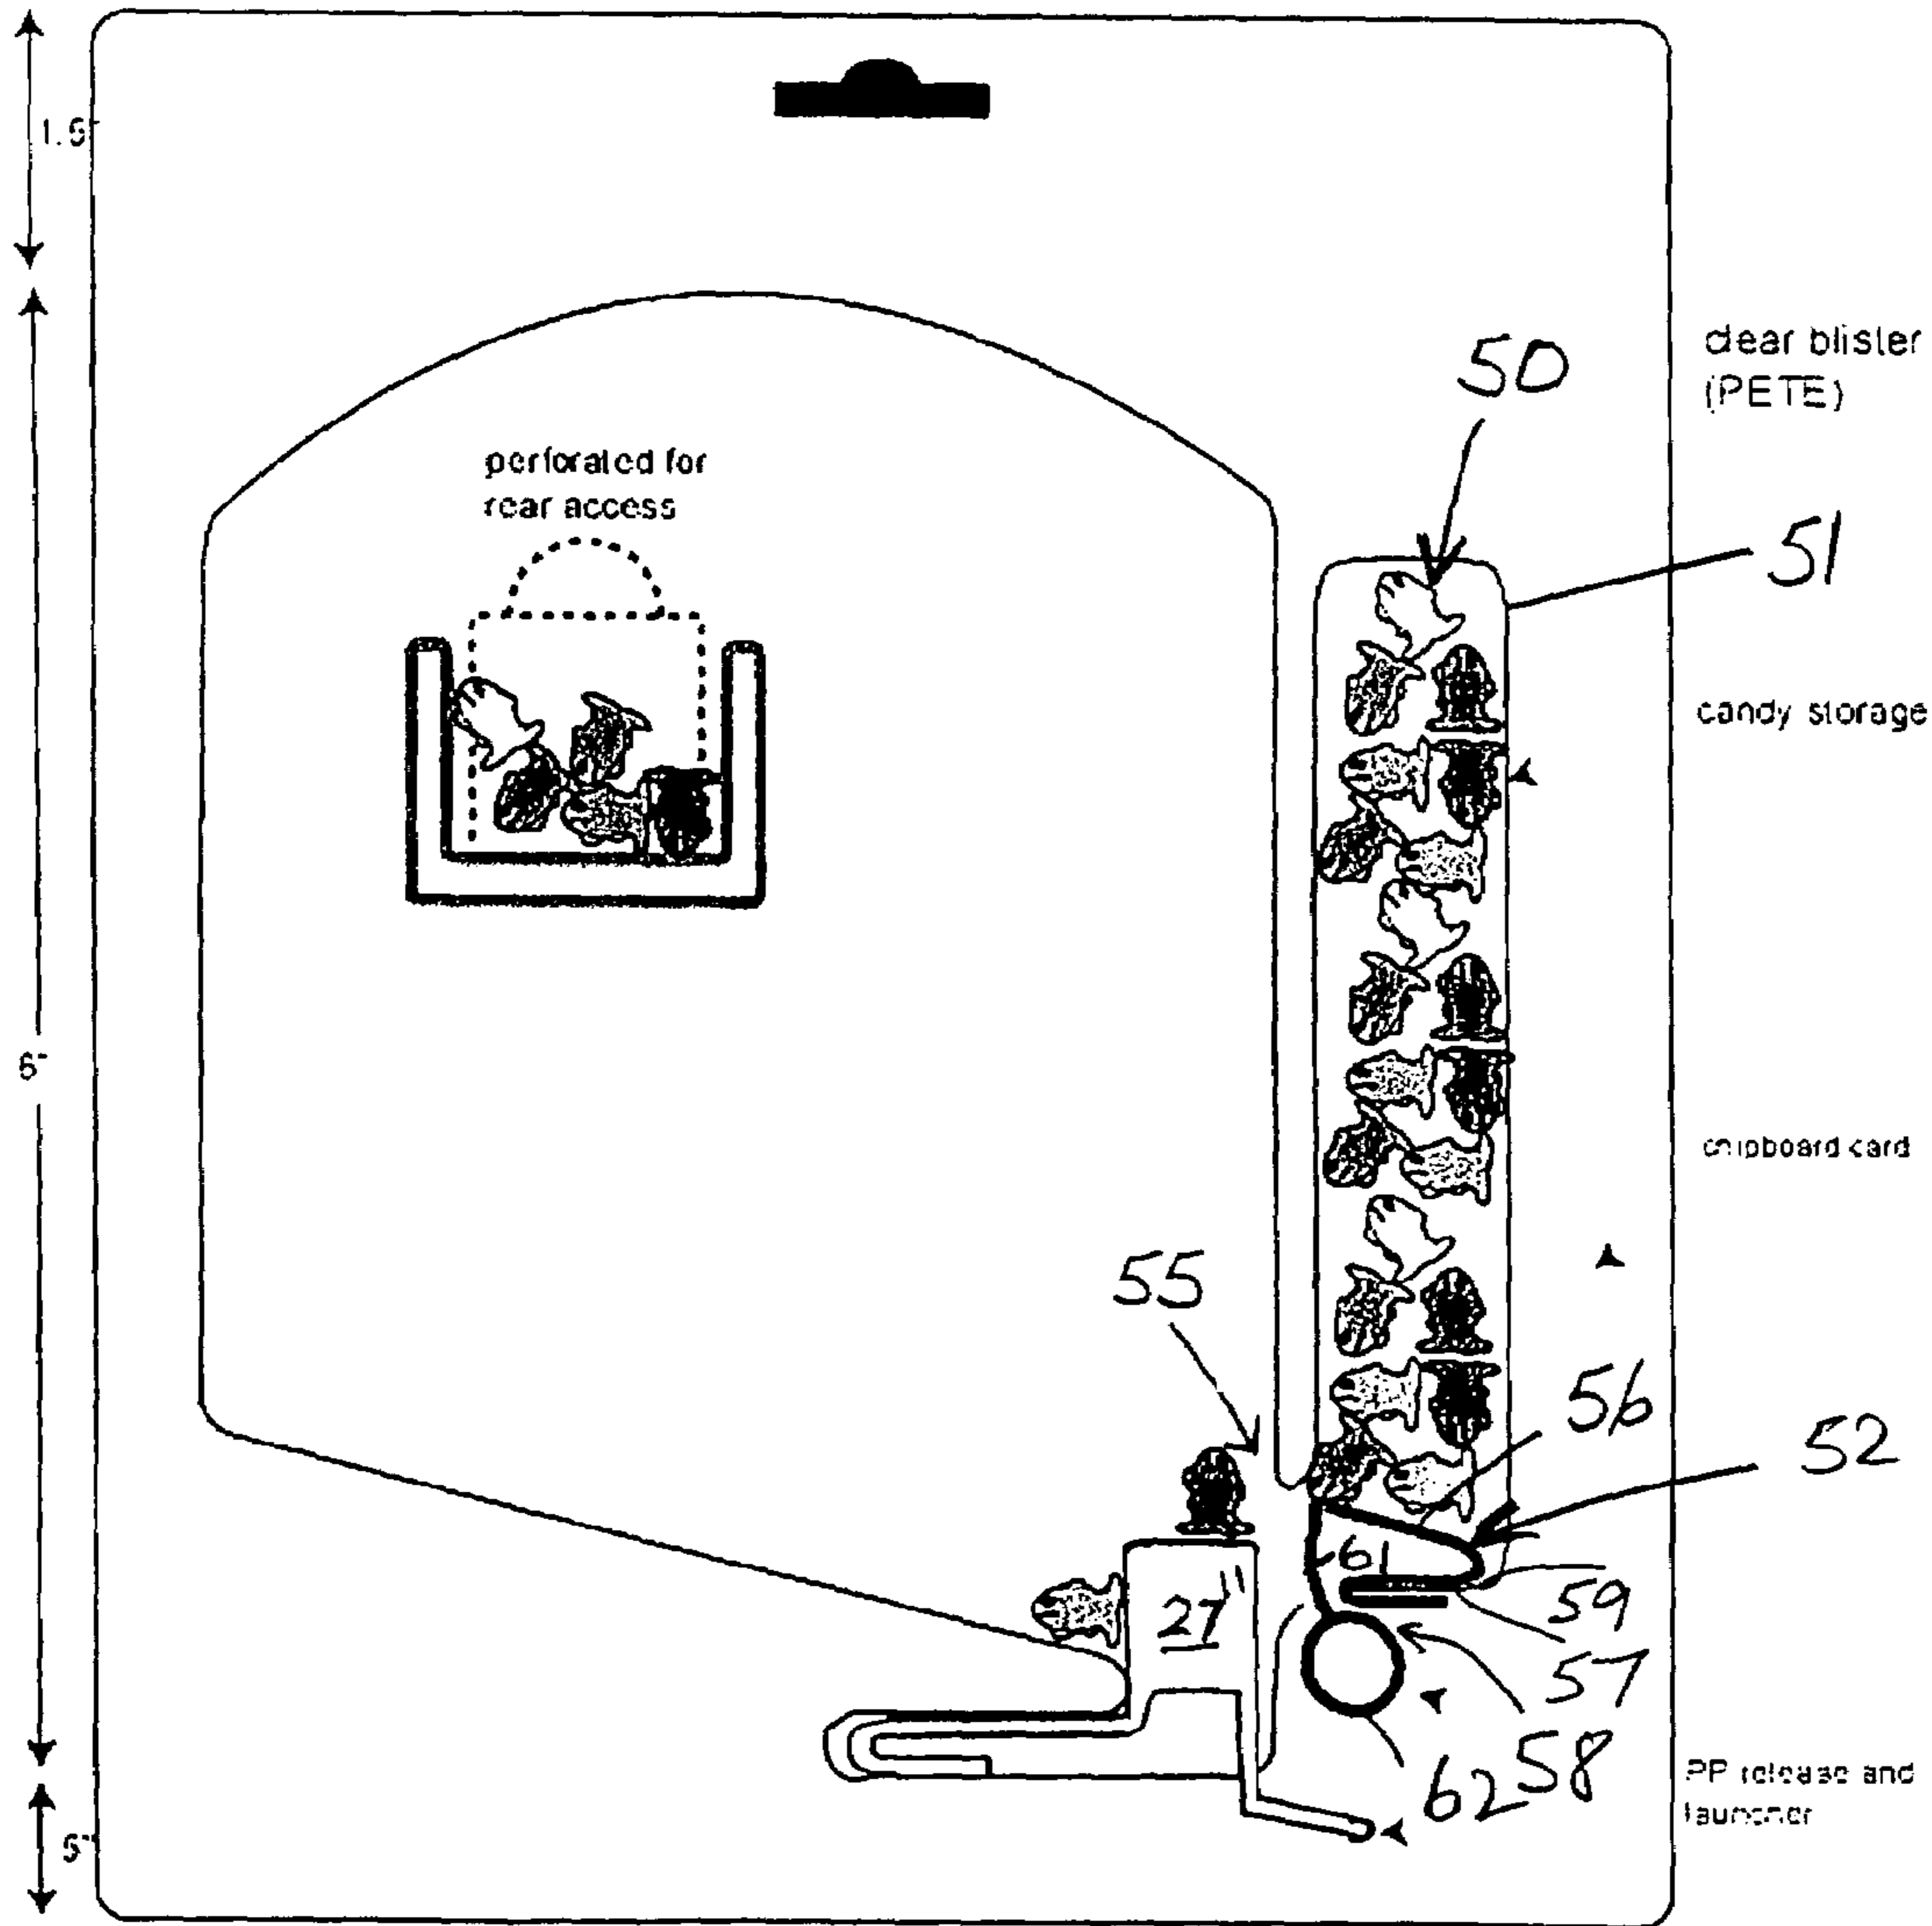 1.5"
clear blister
(PETE)
50
perforated for
rear access
51
candy storage
6"
chipboard card
55
56
52
61
27"
59
57
58
62
PP release and
launcher
5"